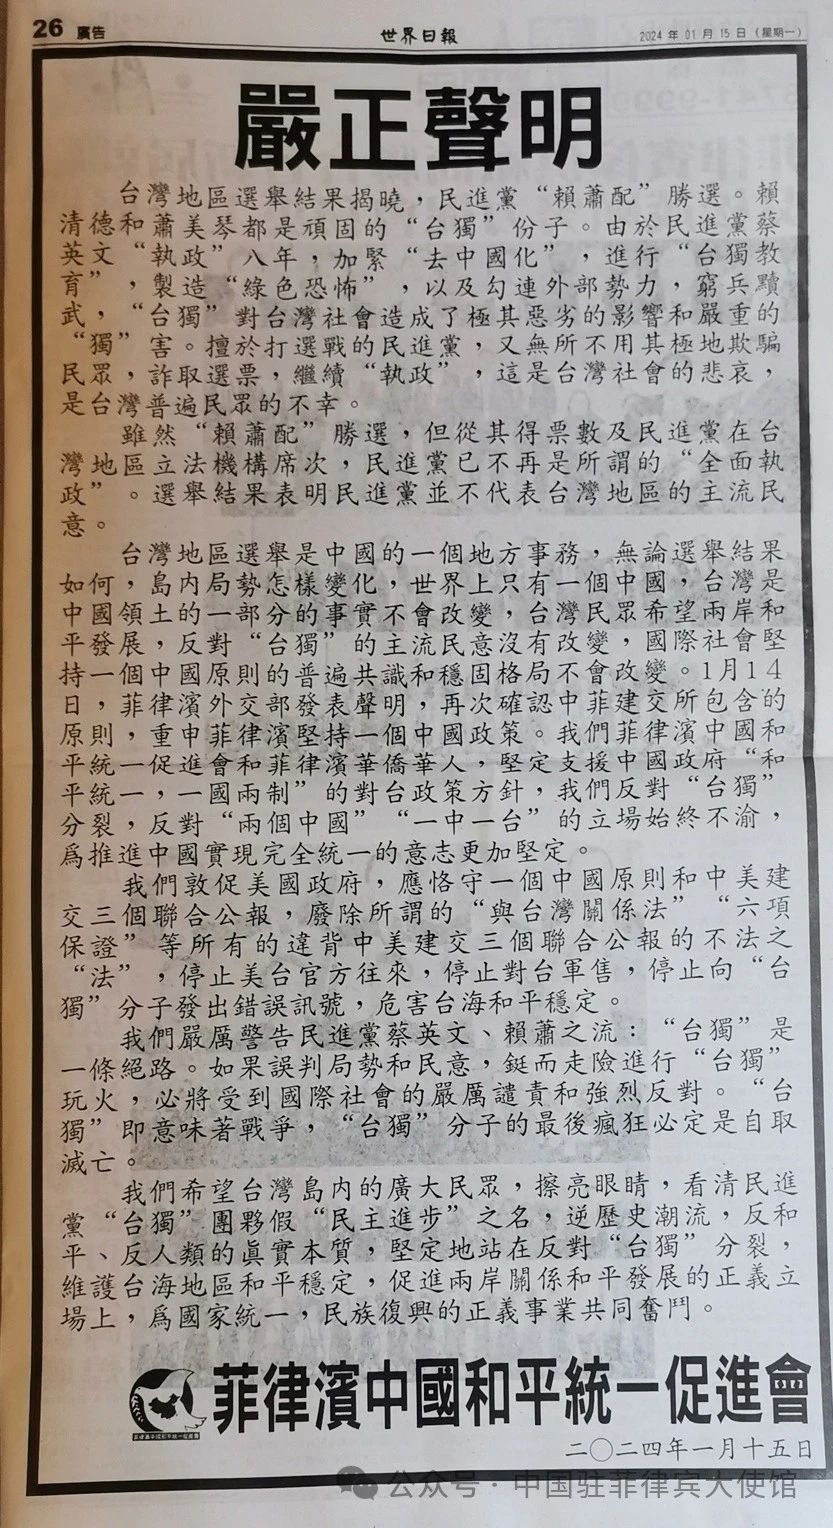 26 廣告
世界日報
2024 年 01 月 15 日 (星期一)
嚴正聲明
台灣地區選舉結果揭曉，民進黨“賴蕭配”勝選。賴
清德和蕭美琴都是頑固的“台獨”份子。由於民進黨蔡
英文“執政”八年，加緊“去中國化”，進行“台獨教
育”，製造“綠色恐怖”，以及勾連外部勢力，窮兵黷
武，“台獨”對台灣社會造成了極其惡劣的影響和嚴重的
“獨”害。擅於打選戰的民進黨，又無所不用其極地欺騙
民眾，詐取選票，繼續“執政”，這是台灣社會的悲哀，
是台灣普遍民眾的不幸。
雖然“賴蕭配”勝選，但從其得票數及民進黨在台
灣地區立法機構席次，民進黨已不再是所謂的“全面執
政”。選舉結果表明民進黨並不代表台灣地區的主流民
意。
台灣地區選舉是中國的一個地方事務，無論選舉結果
如何，島內局勢怎樣變化，世界上只有一個中國，台灣是
中國領土的一部分的事實不會改變，台灣民眾希望兩岸和
平發展，反對“台獨”的主流民意沒有改變，國際社會堅
持一個中國原則的普遍共識和穩固格局不會改變。1月14
日，菲律濱外交部發表聲明，再次確認中菲建交所包含的
原則，重申菲律濱堅持一個中國政策。我們菲律濱中國和
平統一促進會和菲律濱華僑華人，堅定支援中國政府“和
平統一，一國兩制”的對台政策方針，我們反對“台獨”
分裂，反對“兩個中國”“一中一台”的立場始終不渝，
爲推進中國實現完全統一的意志更加堅定。
我們敦促美國政府，應恪守一個中國原則和中美建
交三個聯合公報，廢除所謂的“與台灣關係法”“六項
保證”等所有的違背中美建交三個聯合公報的不法之
“法”，停止美台官方往來，停止對台軍售，停止向“台
獨”分子發出錯誤訊號，危害台海和平穩定。
我們嚴厲警告民進黨蔡英文、賴蕭之流：“台獨”是
一條絕路。如果誤判局勢和民意，鋌而走險進行“台獨”
玩火，必將受到國際社會的嚴厲譴責和強烈反對。“台
獨”即意味著戰爭，“台獨”分子的最後瘋狂必定是自取
滅亡。
我們希望台灣島內的廣大民眾，擦亮眼睛，看清民進
黨“台獨”團夥假“民主進步”之名，逆歷史潮流，反和
平、反人類的眞實本質，堅定地站在反對“台獨”分裂，
維護台海地區和平穩定，促進兩岸關係和平發展的正義立
場上，爲國家統一，民族復興的正義事業共同奮鬥。
菲律濱中國和平統一促進會
二〇二四年一月十五日
公众号 · 中国驻菲律宾大使馆